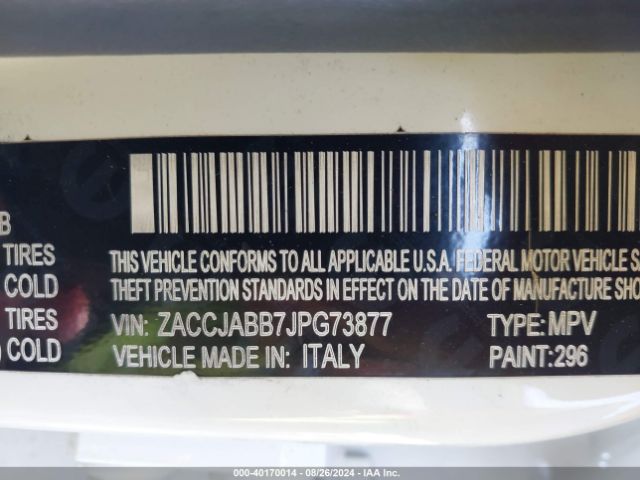 B
TIRES
THIS VEHICLE CONFORMS TO ALL APPLICABLE U.S.A. FEDERAL MOTOR VEHICLE S
COLD
THEFT PREVENTION STANDARDS IN EFFECT ON THE DATE OF MANUFACTURE SHO
TIRES
VIN: ZACCJABB7JPG73877 TYPE:MPV
) COLD
VEHICLE MADE IN: ITALY PAINT:296
000-40170014 - 08/26/2024 - IAA Inc.